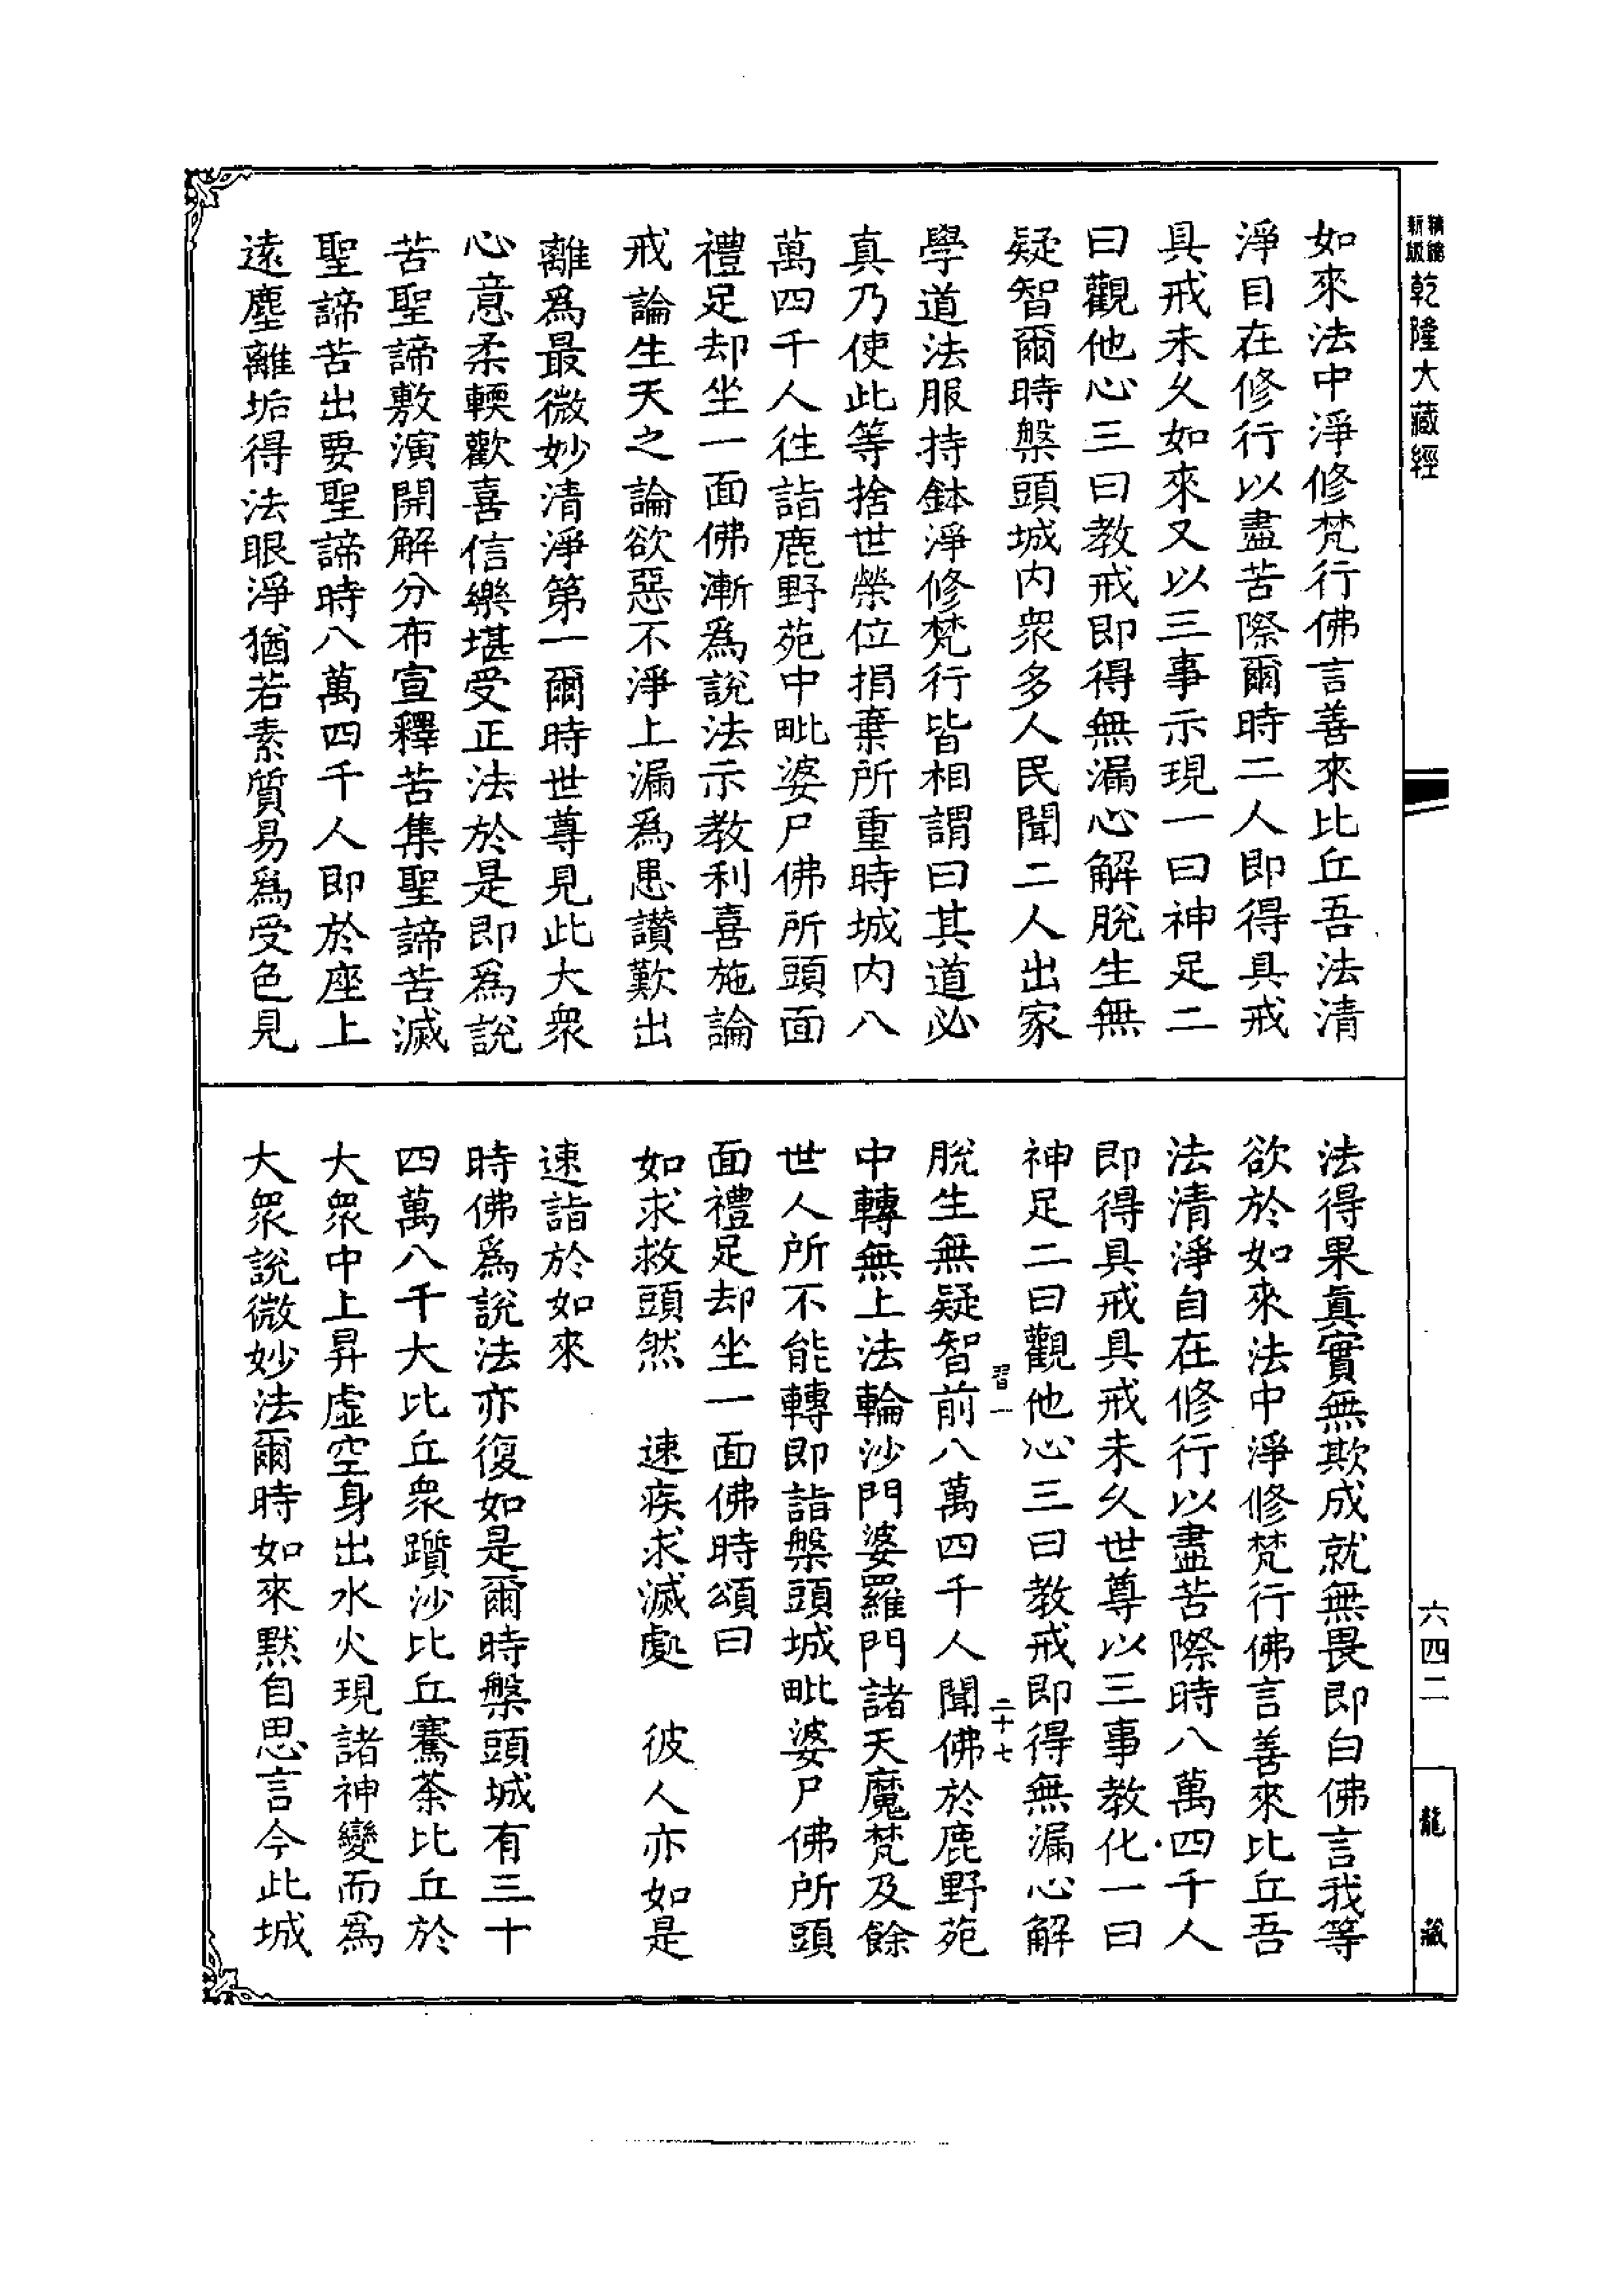 精縮新版乾隆大藏經
如來法中淨修梵行佛言善來比丘吾法清
淨自在修行以盡苦際爾時二人即得具戒
具戒未久如來又以三事示現一曰神足二
曰觀他心三曰教戒即得無漏心解脫生無
疑智爾時槃頭城內眾多人民聞二人出家
學道法服持鉢淨修梵行皆相謂曰其道必
真乃使此等捨世榮位捐棄所重時城內八
萬四千人往詣鹿野苑中毗婆尸佛所頭面
禮足却坐一面佛漸為說法示教利喜施論
戒論生天之論欲惡不淨上漏為患讚歎出
離為最微妙清淨第一爾時世尊見此大眾
心意柔輭歡喜信樂堪受正法於是即為說
苦聖諦敷演開解分布宣釋苦集聖諦苦滅
聖諦苦出要聖諦時八萬四千人即於座上
遠塵離垢得法眼淨猶若素質易為受色見
法得果真實無欺成就無畏即白佛言我等
欲於如來法中淨修梵行佛言善來比丘吾
法清淨自在修行以盡苦際時八萬四千人
即得具戒具戒未久世尊以三事教化一曰
神足二曰觀他心三曰教戒即得無漏心解
習一 二十七
脫生無疑智前八萬四千人聞佛於鹿野苑
中轉無上法輪沙門婆羅門諸天魔梵及餘
世人所不能轉即詣槃頭城毗婆尸佛所頭
面禮足却坐一面佛時頌曰
如求救頭然 速疾求滅處 彼人亦如是
速詣於如來
時佛為說法亦復如是爾時槃頭城有三十
四萬八千大比丘眾躓沙比丘騫荼比丘於
大眾中上昇虛空身出水火現諸神變而為
大眾說微妙法爾時如來默自思言今此城
六四二
龍藏